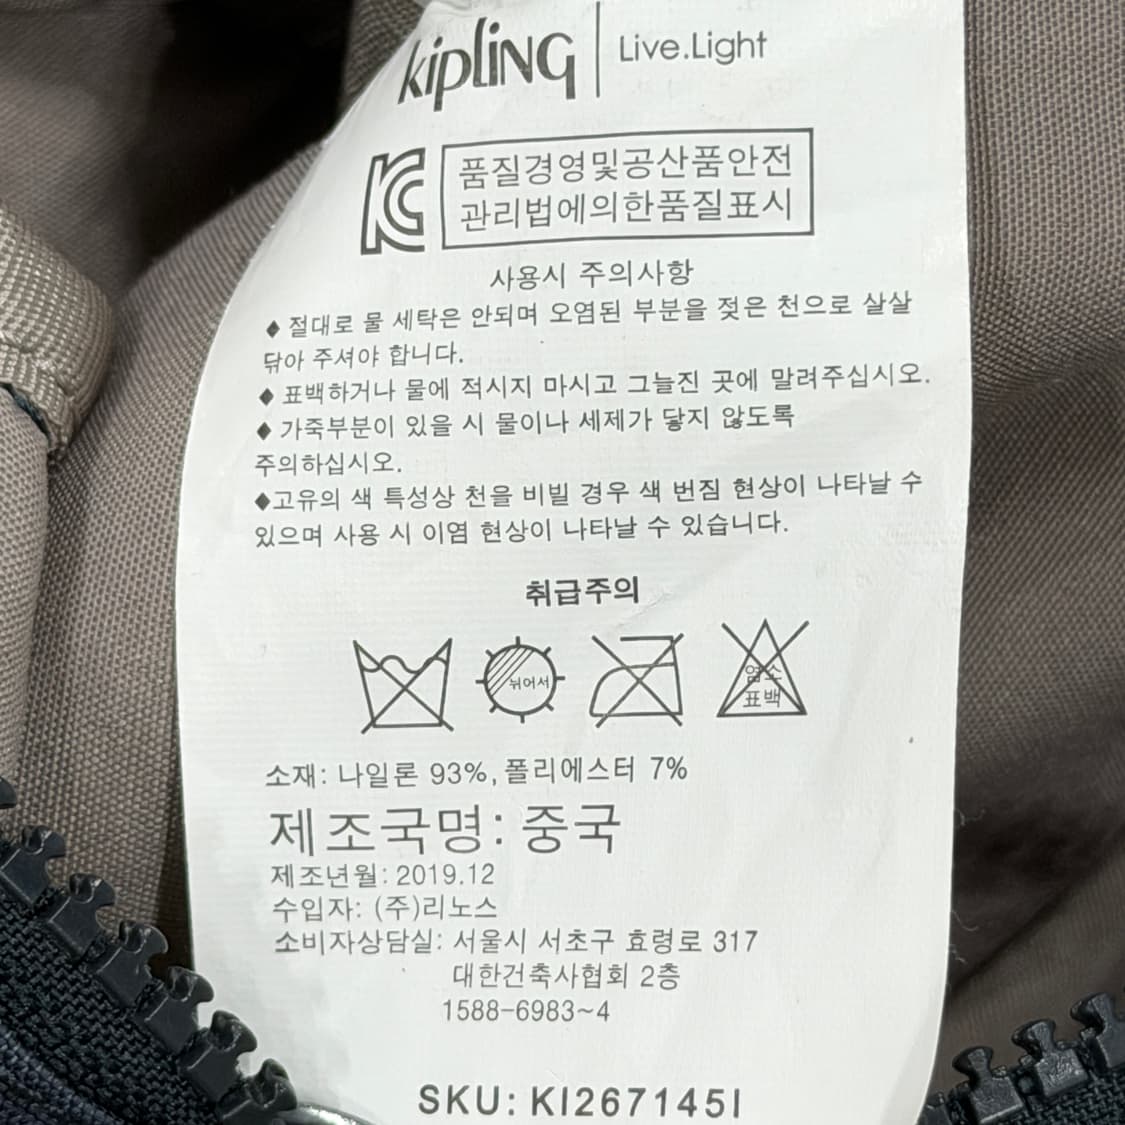 kipling | Live.Light
KC 품질경영및공산품안전
관리법에의한품질표시
사용시 주의사항
◆ 절대로 물 세탁은 안되며 오염된 부분을 젖은 천으로 살살
닦아 주셔야 합니다.
◆ 표백하거나 물에 적시지 마시고 그늘진 곳에 말려주십시오.
◆ 가죽부분이 있을 시 물이나 세제가 닿지 않도록
주의하십시오.
◆고유의 색 특성상 천을 비빌 경우 색 번짐 현상이 나타날 수
있으며 사용 시 이염 현상이 나타날 수 있습니다.
취급주의
뉘어서
염소
표백
소재: 나일론 93%, 폴리에스터 7%
제조국명: 중국
제조년월: 2019.12
수입자: (주)리노스
소비자상담실: 서울시 서초구 효령로 317
대한건축사협회 2층
1588-6983~4
SKU: KI267145I